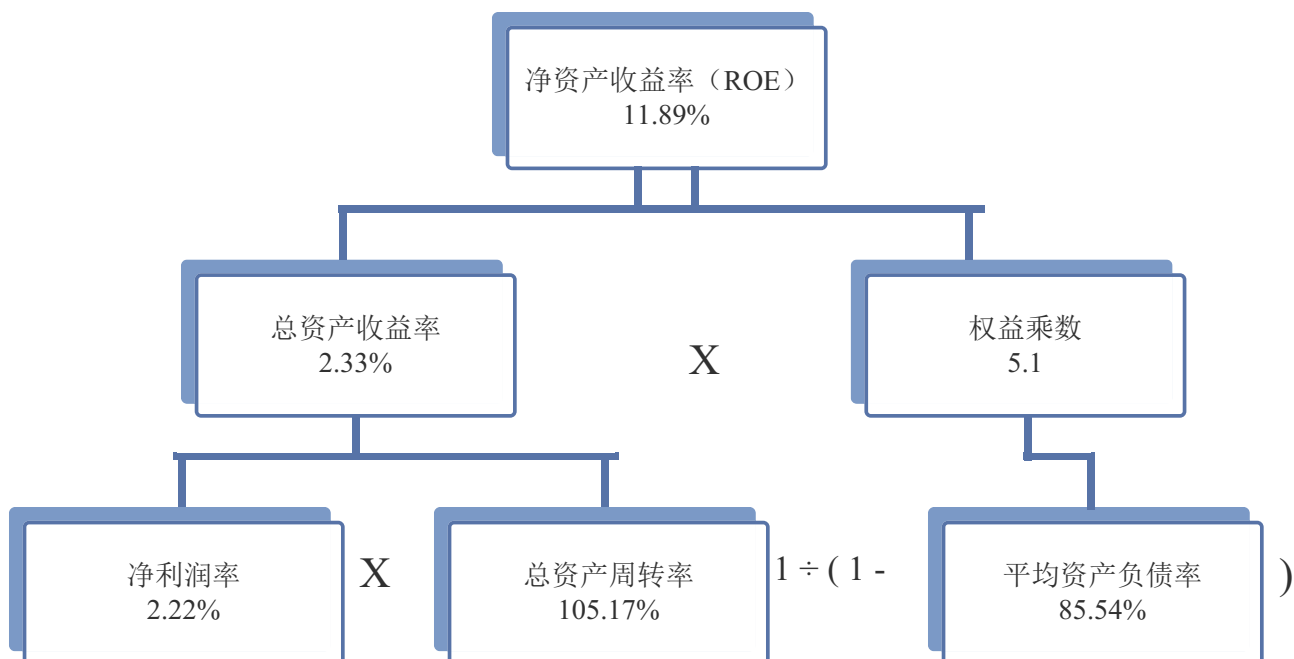 净资产收益率（ROE）
11.89%
总资产收益率
2.33%
X
权益乘数
5.1
净利润率
2.22%
X
总资产周转率
105.17%
1 ÷ ( 1 -
平均资产负债率
85.54%
)